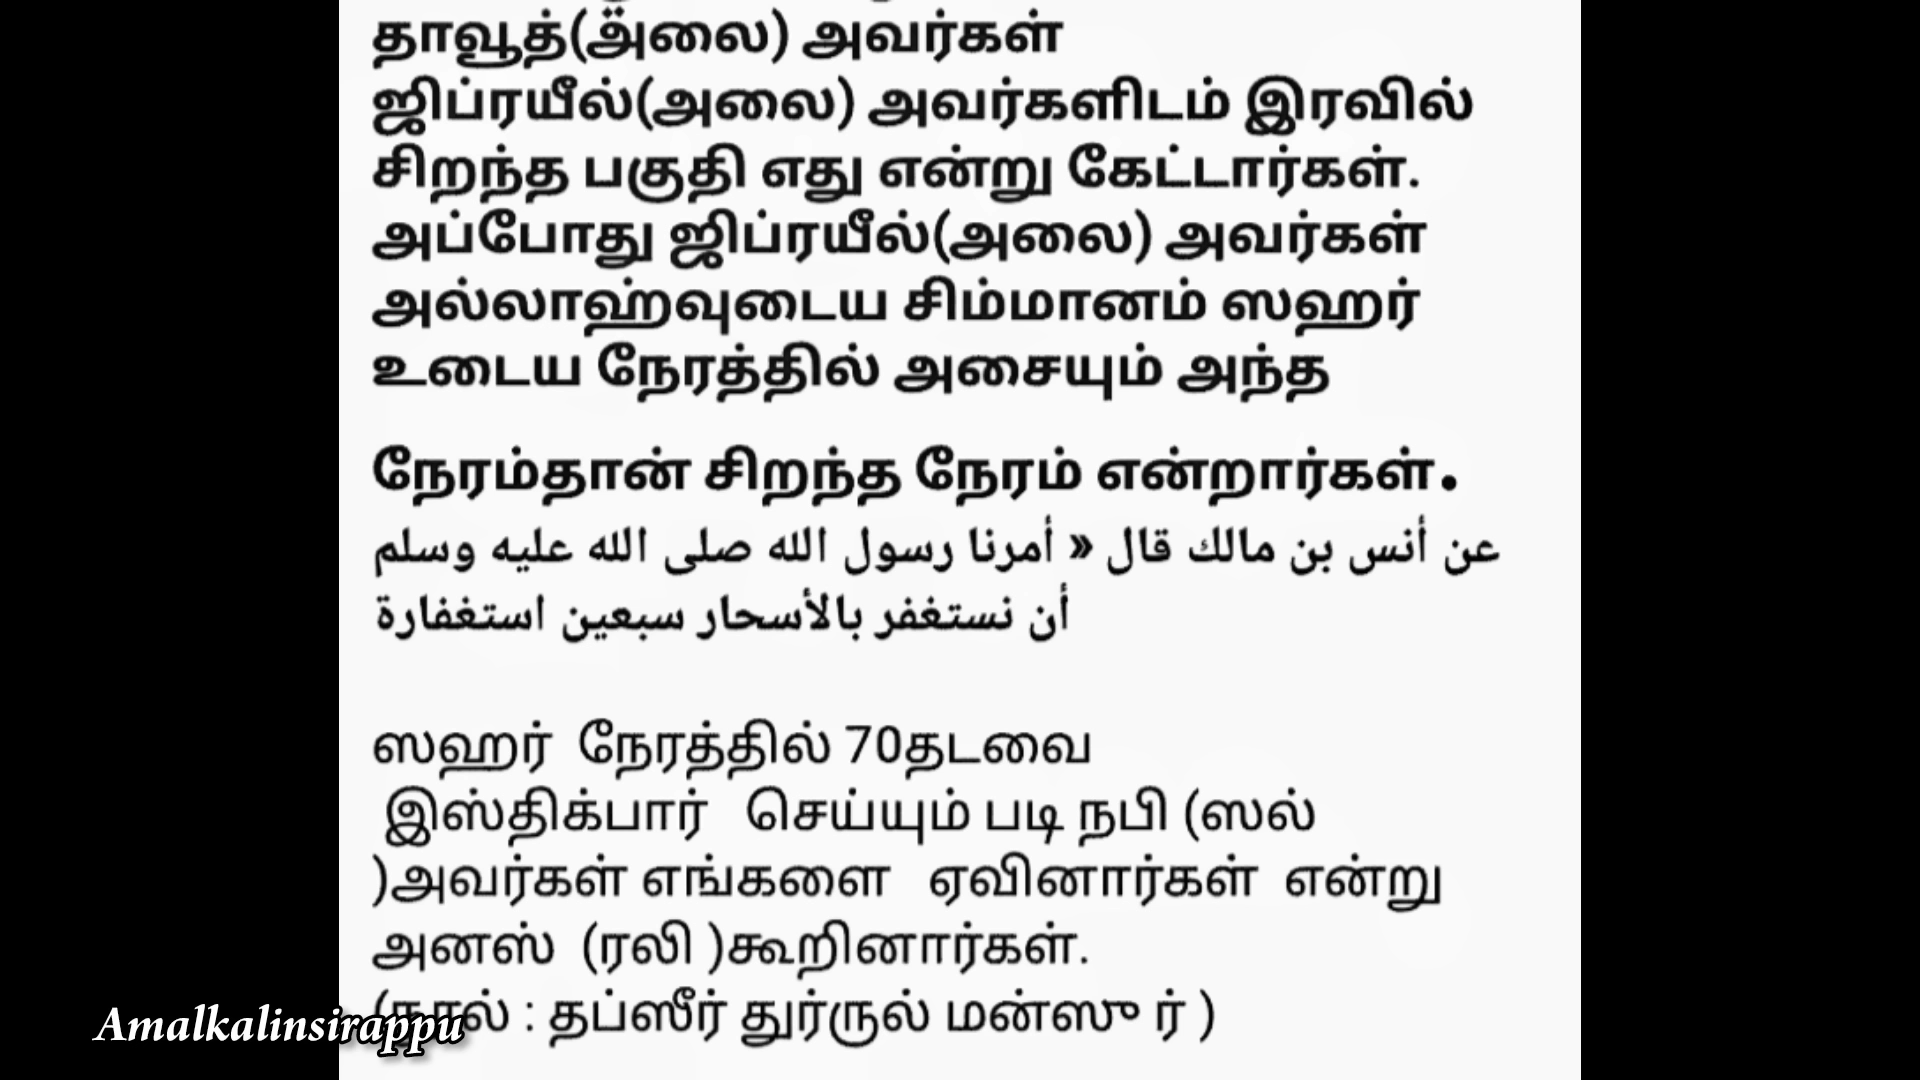 தாவூத்(அலை) அவர்கள்
ஜிப்ரயீல்(அலை) அவர்களிடம் இரவில்
சிறந்த பகுதி எது என்று கேட்டார்கள்.
அப்போது ஜிப்ரயீல்(அலை) அவர்கள்
அல்லாஹ்வுடைய சிம்மானம் ஸஹர்
உடைய நேரத்தில் அசையும் அந்த
நேரம்தான் சிறந்த நேரம் என்றார்கள்.
عن أنس بن مالك قال « أمرنا رسول الله صلى الله عليه وسلم
أن نستغفر بالأسحار سبعين استغفارة
ஸஹர் நேரத்தில் 70தடவை
இஸ்திக்பார் செய்யும் படி நபி (ஸல்
)அவர்கள் எங்களை ஏவினார்கள் என்று
அனஸ் (ரலி )கூறினார்கள்.
: தப்ஸீர் துர்ருல் மன்ஸு ர் )
Amalkalinsirappu